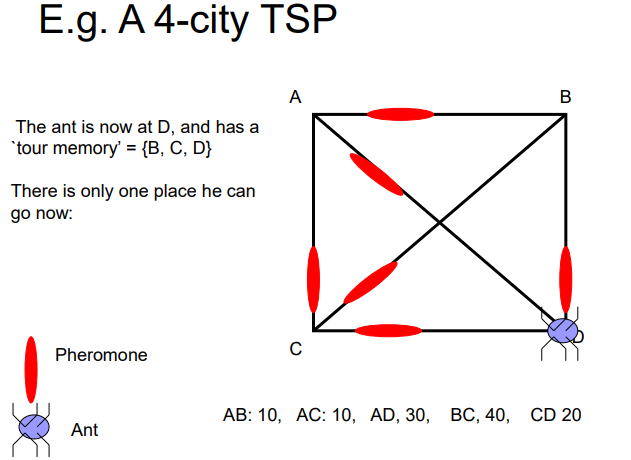 E.g. A 4-city TSP
The ant is now at D, and has a
`tour memory’ = {B, C, D}
There is only one place he can
go now:
A
B
C
D
Pheromone
Ant
AB: 10, AC: 10, AD, 30, BC, 40, CD 20